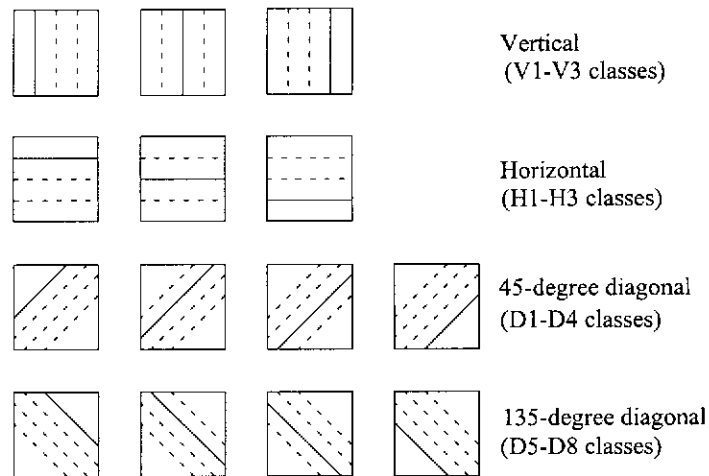 Vertical
(V1-V3 classes)
Horizontal
(H1-H3 classes)
45-degree diagonal
(D1-D4 classes)
135-degree diagonal
(D5-D8 classes)